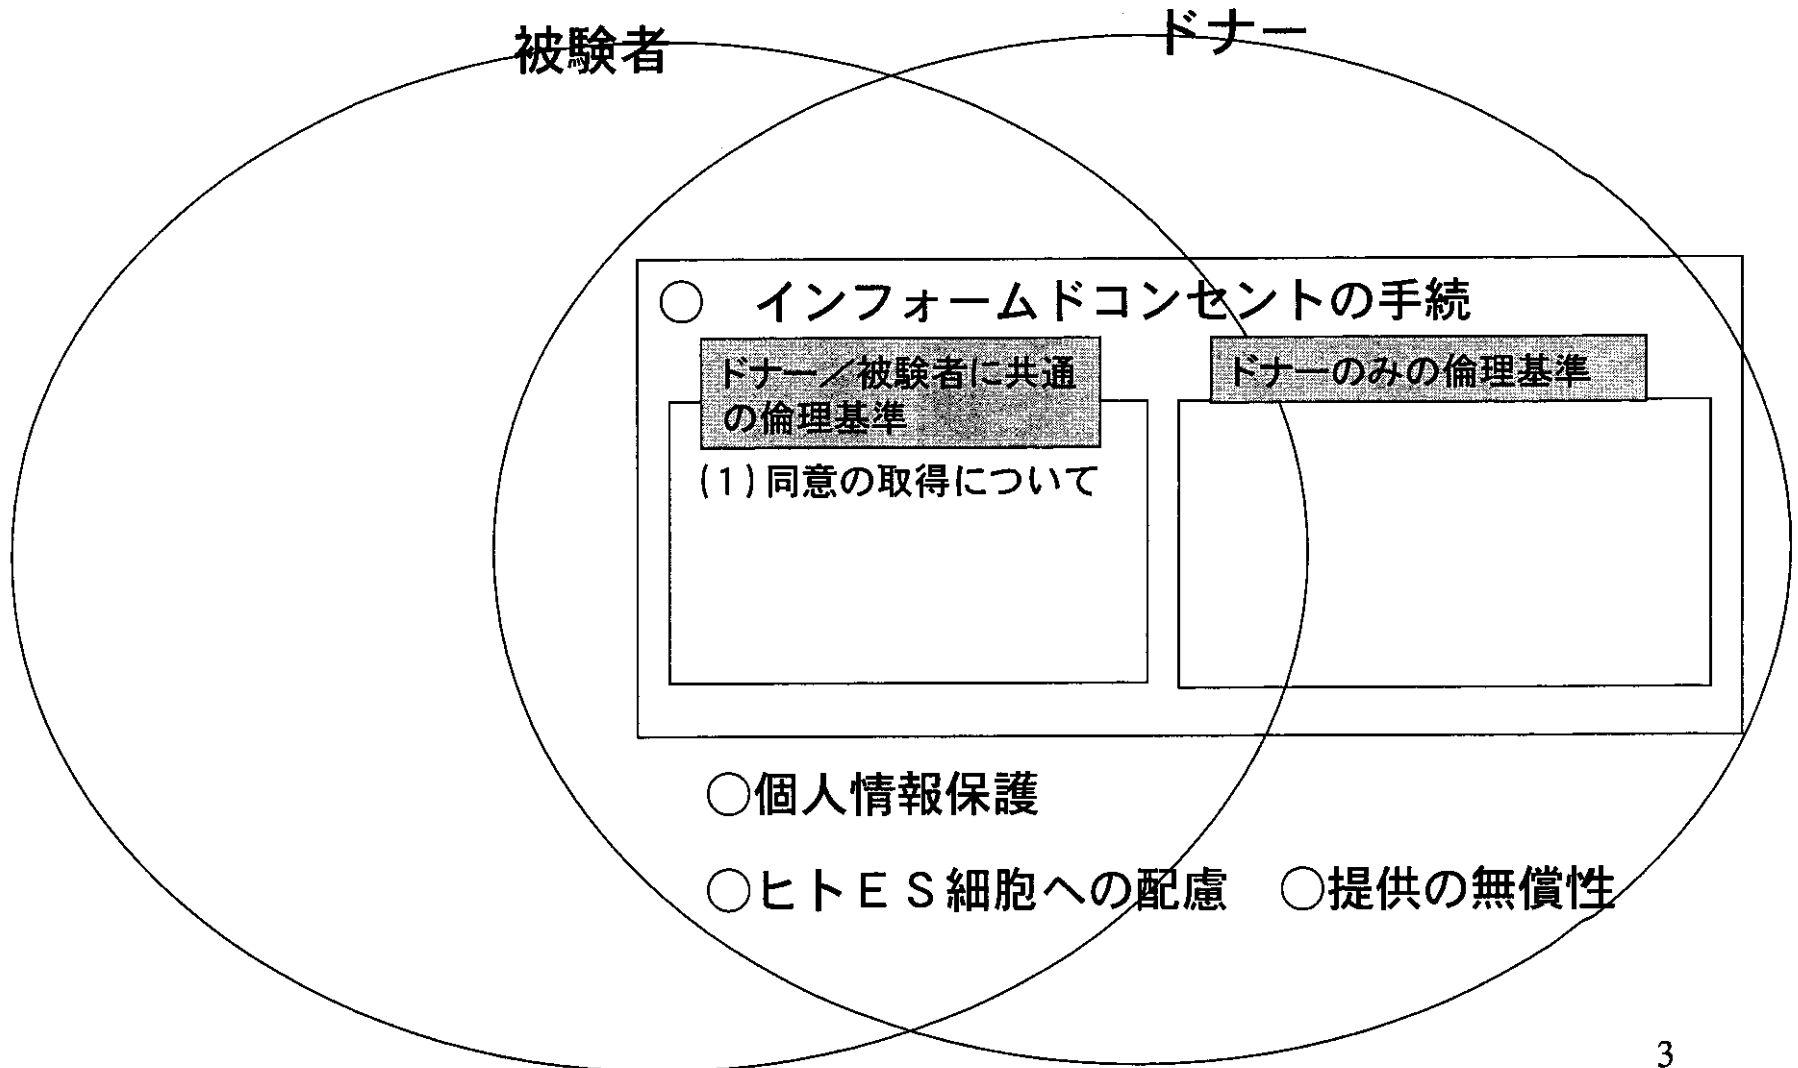 被験者
ドナー
○ インフォームドコンセントの手続
ドナー／被験者に共通
の倫理基準
ドナーのみの倫理基準
(1)同意の取得について
○個人情報保護
○ヒトＥＳ細胞への配慮 ○提供の無償性
3